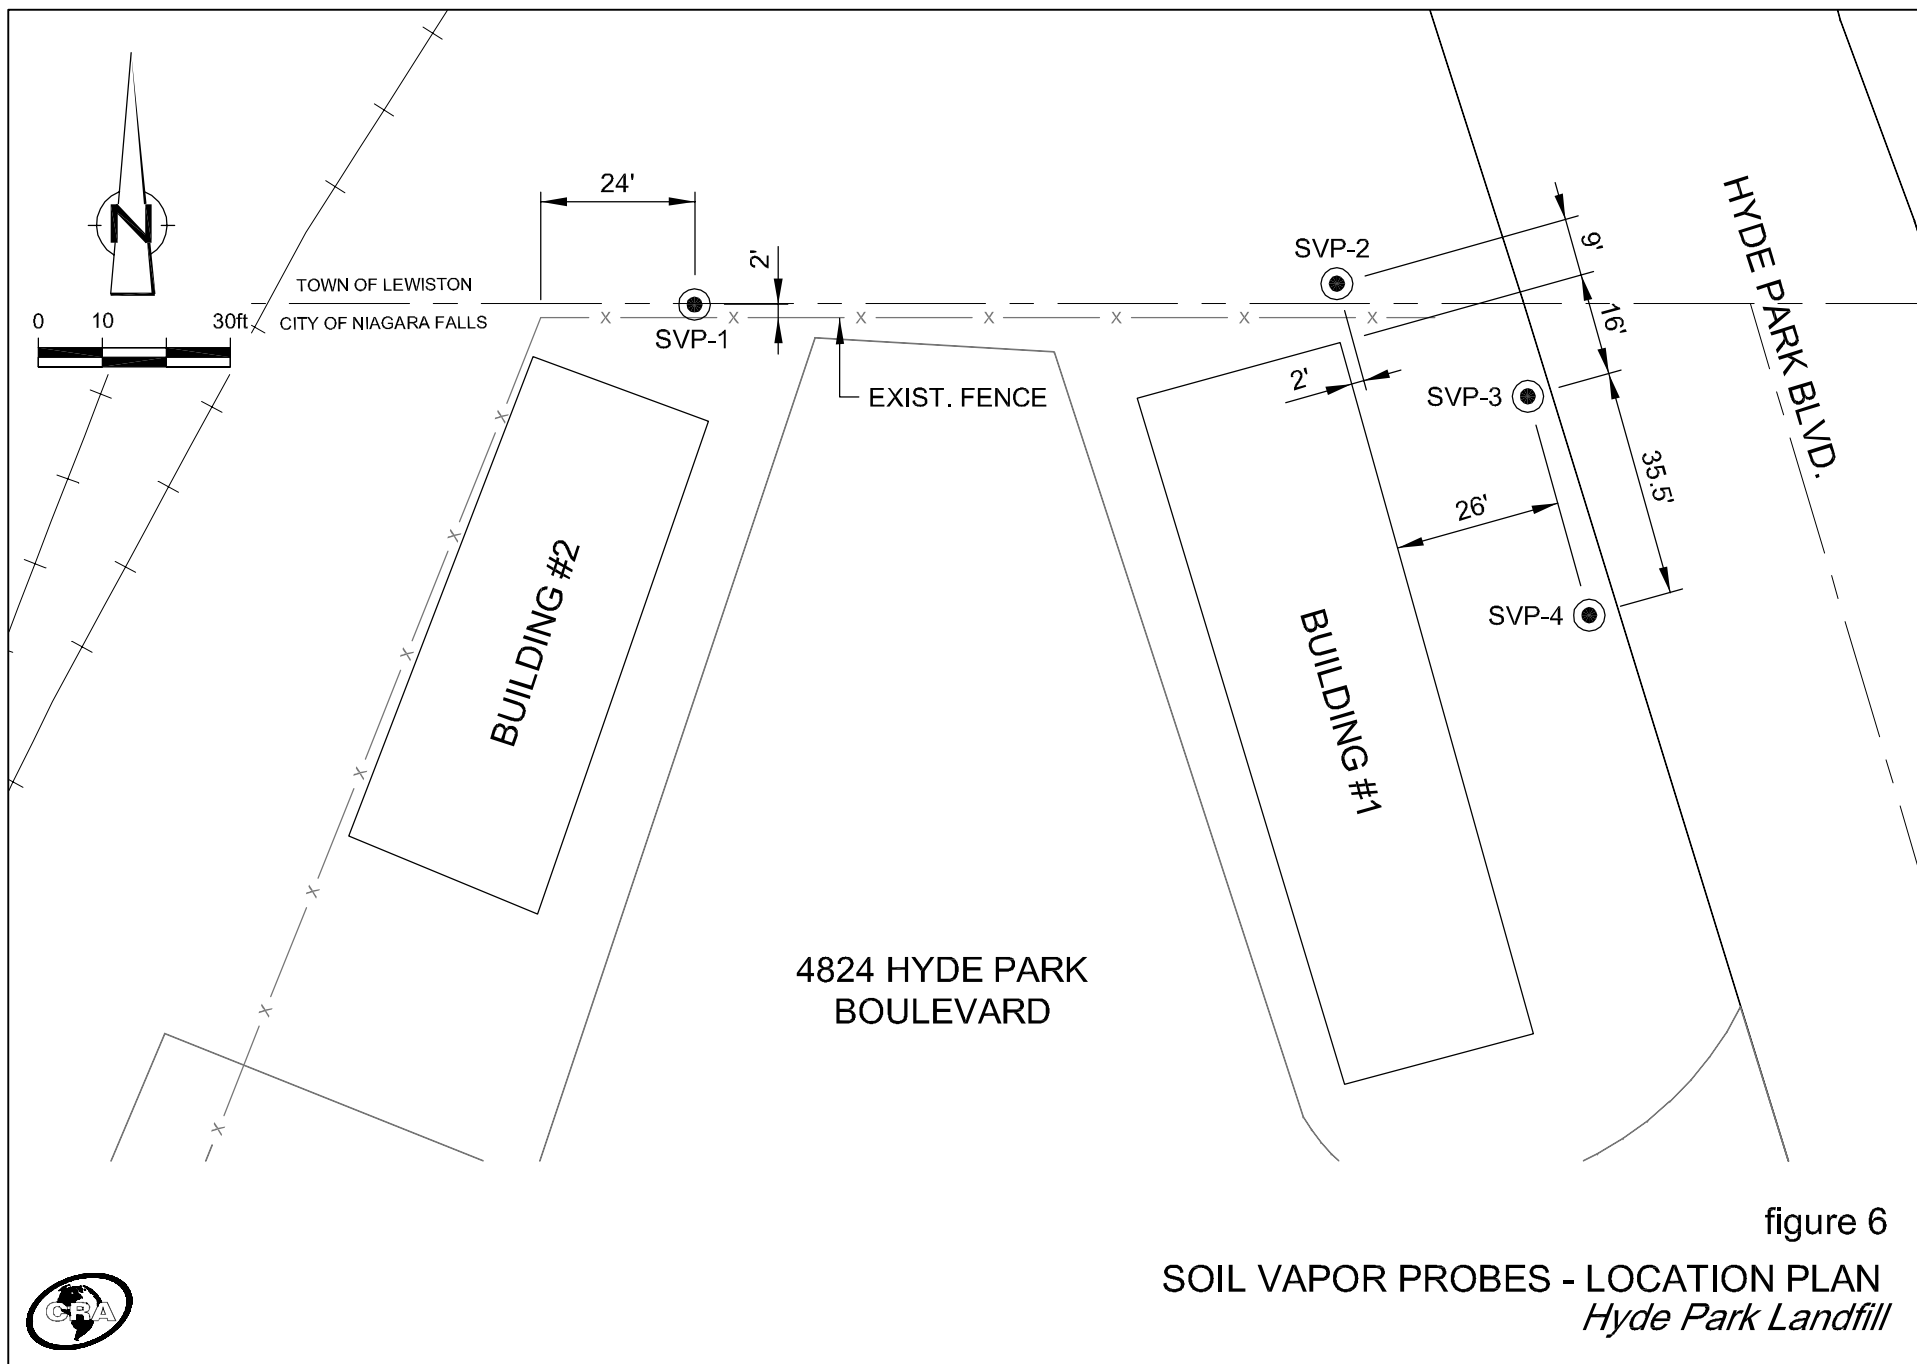 24'
2'
SVP-2
9'
HYDE PARK BLVD.
N
TOWN OF LEWISTON
0 10 30ft
CITY OF NIAGARA FALLS
SVP-1
16'
EXIST. FENCE
2'
SVP-3
35.5'
26'
SVP-4
BUILDING #2
BUILDING #1
4824 HYDE PARK
BOULEVARD
figure 6
SOIL VAPOR PROBES - LOCATION PLAN
Hyde Park Landfill
CRA